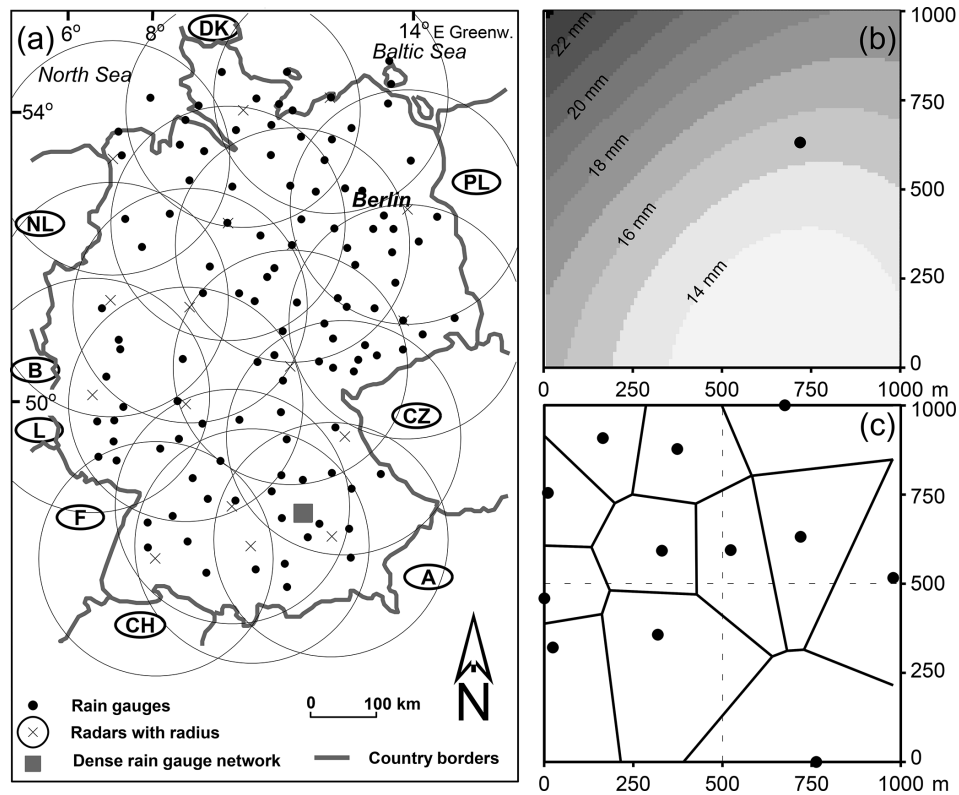 (a)
6° 8° 14° E Greenw.
DK
North Sea
Baltic Sea
54°
PL
Berlin
NL
B
50°
CZ
L
F
A
CH
N
Rain gauges
0 100 km
Radars with radius
Dense rain gauge network
Country borders
(b)
22 mm
20 mm
18 mm
16 mm
14 mm
1000
750
500
250
0
0 250 500 750 1000 m
(c)
1000
750
500
250
0
0 250 500 750 1000 m